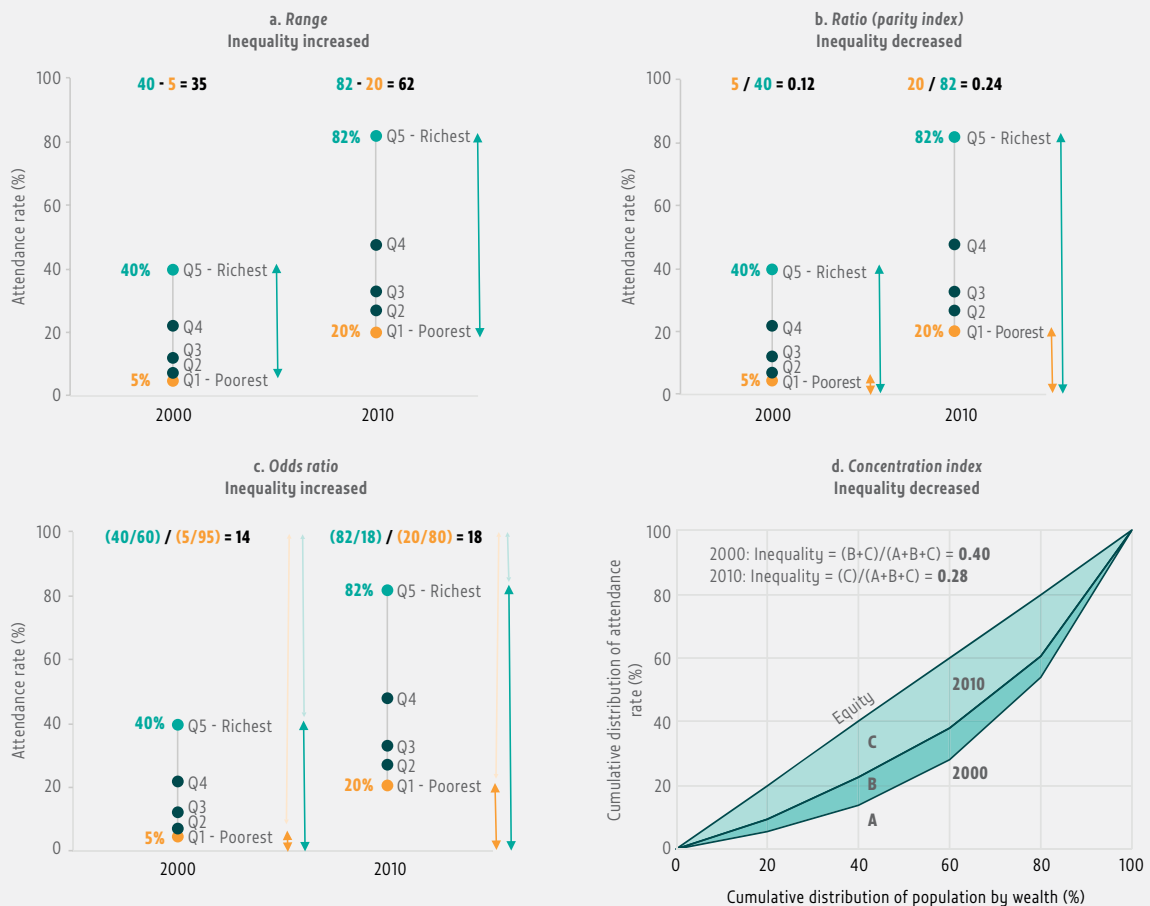 a. Range
Inequality increased
40 - 5 = 35
82 - 20 = 62
Attendance rate (%)
100
80
60
40
20
0
82%
Q5 - Richest
Q4
Q3
Q2
20%
Q1 - Poorest
40%
Q5 - Richest
Q4
Q3
Q2
5%
Q1 - Poorest
2000
2010
b. Ratio (parity index)
Inequality decreased
5 / 40 = 0.12
20 / 82 = 0.24
Attendance rate (%)
100
80
60
40
20
0
82%
Q5 - Richest
Q4
Q3
Q2
20%
Q1 - Poorest
40%
Q5 - Richest
Q4
Q3
Q2
5%
Q1 - Poorest
2000
2010
c. Odds ratio
Inequality increased
(40/60) / (5/95) = 14
(82/18) / (20/80) = 18
Attendance rate (%)
100
80
60
40
20
0
82%
Q5 - Richest
Q4
Q3
Q2
20%
Q1 - Poorest
40%
Q5 - Richest
Q4
Q3
Q2
5%
Q1 - Poorest
2000
2010
d. Concentration index
Inequality decreased
2000: Inequality = (B+C)/(A+B+C) = 0.40
2010: Inequality = (C)/(A+B+C) = 0.28
Cumulative distribution of attendance
rate (%)
100
80
60
40
20
0
Equity
2010
C
B
2000
A
0
20
40
60
80
100
Cumulative distribution of population by wealth (%)